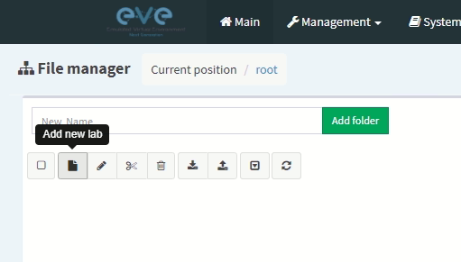 eve
Main
Management
System
File manager
Current position / root
New Name
Add folder
Add new lab